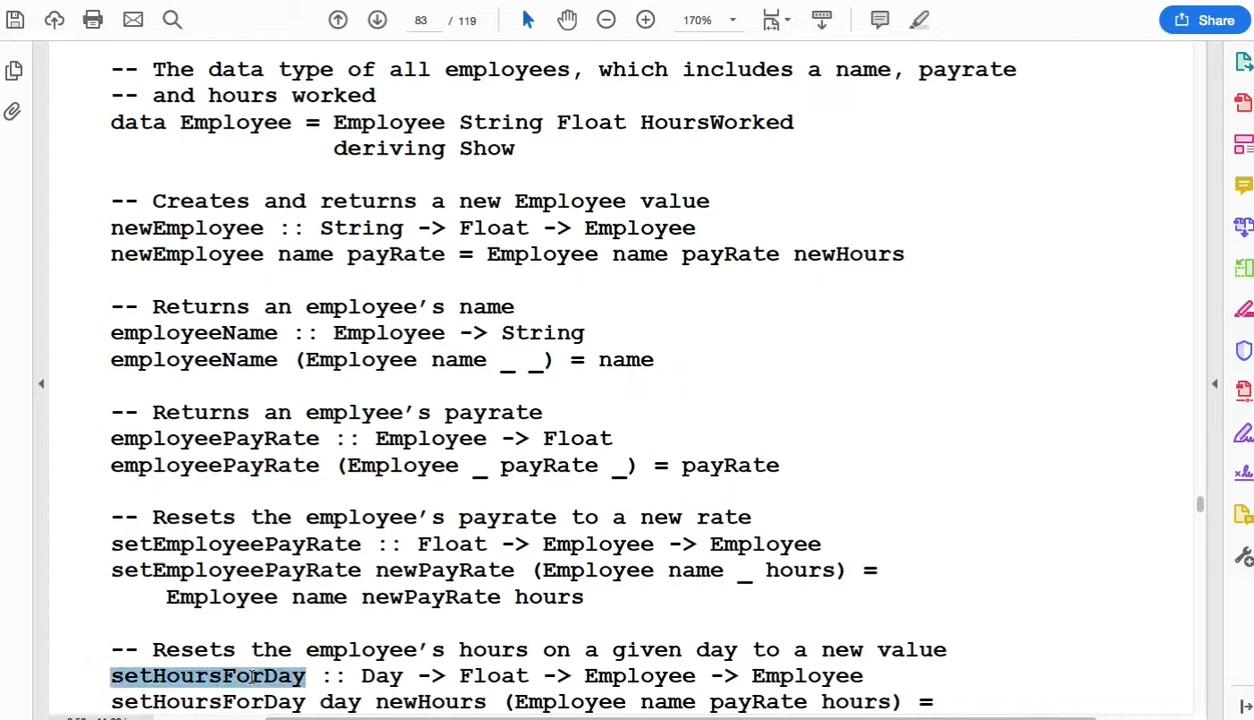 83 / 119
170%
Share
-- The data type of all employees, which includes a name, payrate
-- and hours worked
data Employee = Employee String Float HoursWorked
deriving Show
-- Creates and returns a new Employee value
newEmployee :: String -> Float -> Employee
newEmployee name payRate = Employee name payRate newHours
-- Returns an employee’s name
employeeName :: Employee -> String
employeeName (Employee name _ _) = name
-- Returns an emplyee’s payrate
employeePayRate :: Employee -> Float
employeePayRate (Employee _ payRate _) = payRate
-- Resets the employee’s payrate to a new rate
setEmployeePayRate :: Float -> Employee -> Employee
setEmployeePayRate newPayRate (Employee name _ hours) =
Employee name newPayRate hours
-- Resets the employee’s hours on a given day to a new value
setHoursForDay :: Day -> Float -> Employee -> Employee
setHoursForDay day newHours (Employee name payRate hours) =